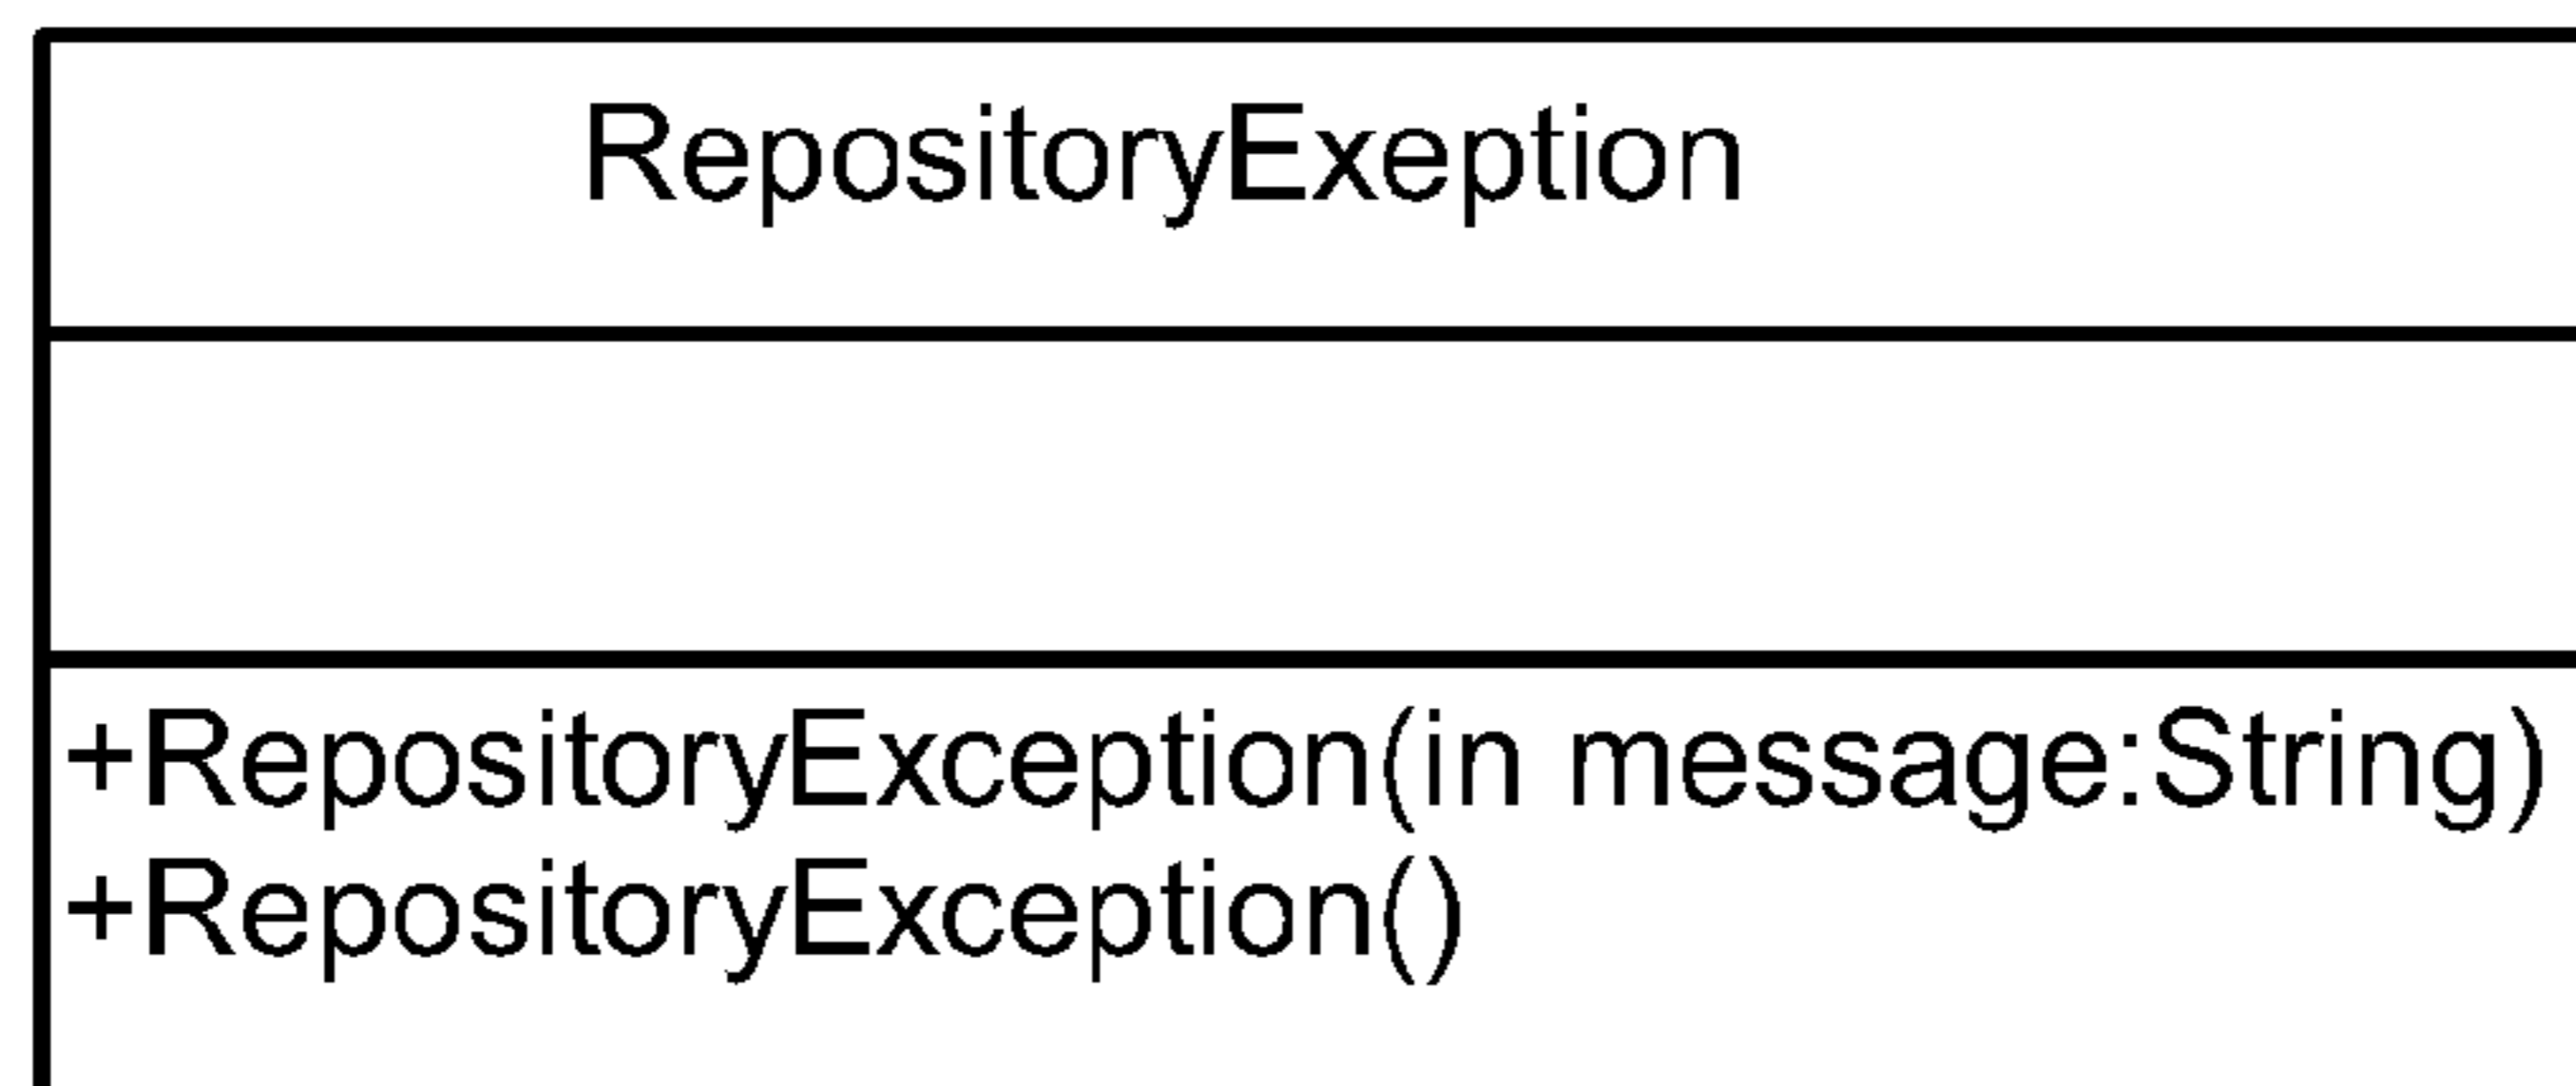 RepositoryExeption
+RepositoryException(in message:String)
+RepositoryException()